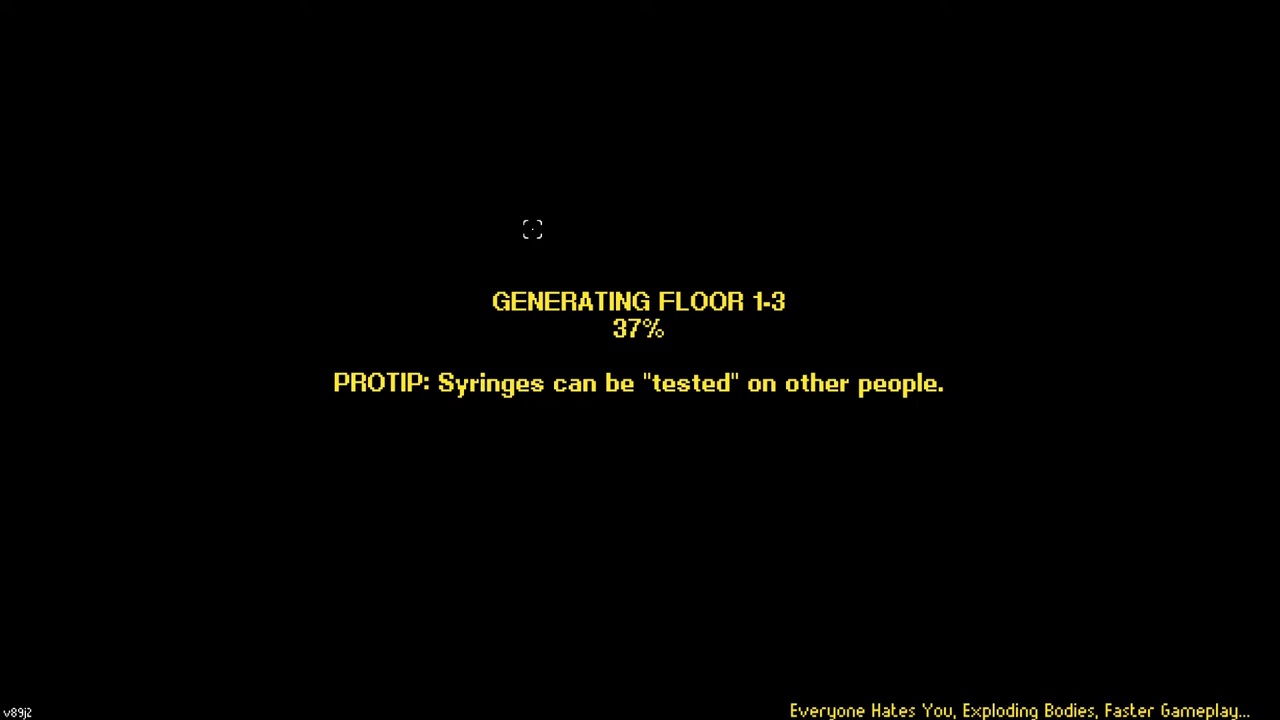 GENERATING FLOOR 1-3
37%
PROTIP: Syringes can be "tested" on other people.
v89j2
Everyone Hates You, Exploding Bodies, Faster Gameplay...